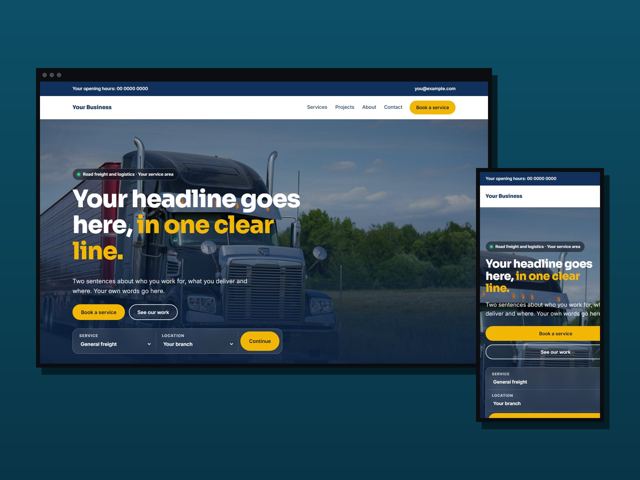 Your opening hours: 00 0000 0000
you@example.com
Your Business
Services Projects About Contact Book a service
Road freight and logistics · Your service area
Your headline goes
here, in one clear
line.
Two sentences about who you work for, what you deliver and
where. Your own words go here.
Book a service See our work
SERVICE LOCATION
General freight Your branch Continue
Your opening hours: 00 0000 0000
Your Business
Road freight and logistics · Your service area
Your headline goes
here, in one clear
line.
Two sentences about who you work for,
deliver and where. Your own words go
Book a service
See our work
SERVICE
General freight
LOCATION
Your branch